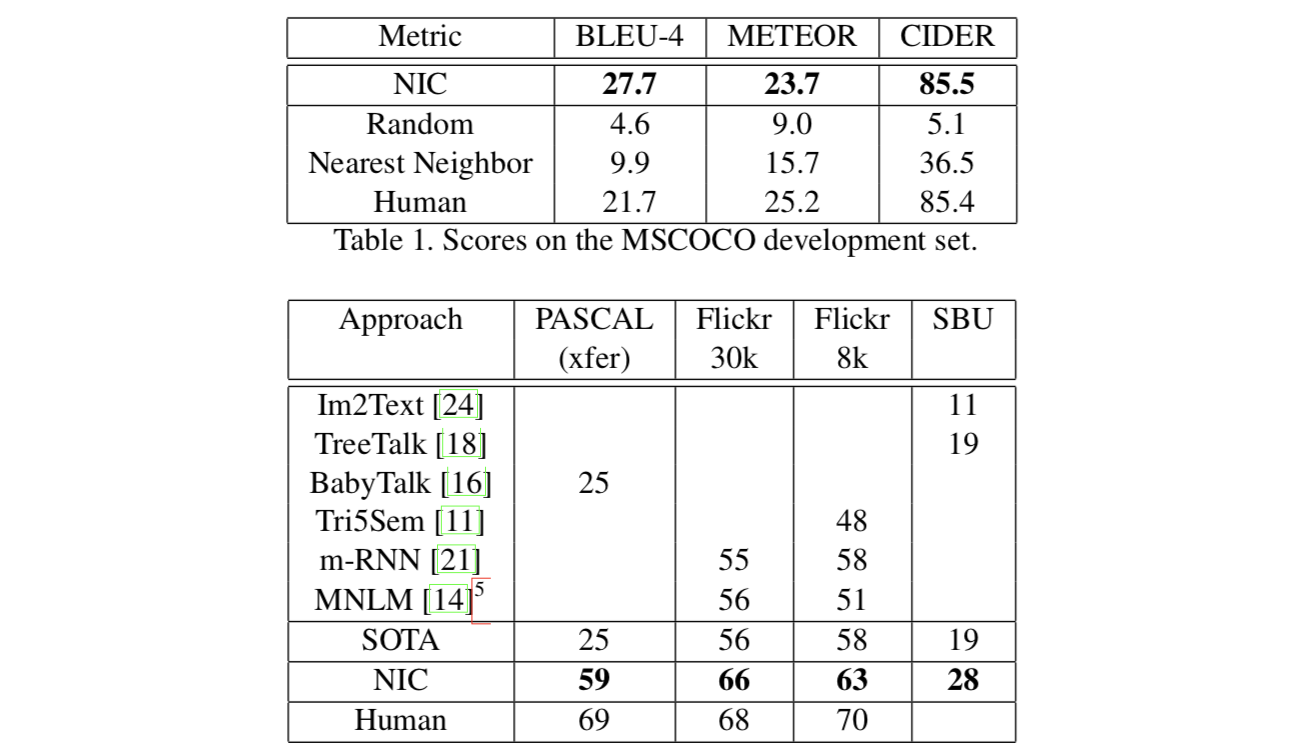 Metric BLEU-4 METEOR CIDER
NIC 27.7 23.7 85.5
Random 4.6 9.0 5.1
Nearest Neighbor 9.9 15.7 36.5
Human 21.7 25.2 85.4
Table 1. Scores on the MSCOCO development set.
Approach PASCAL Flickr Flickr SBU
(xfer) 30k 8k
Im2Text [24] 11
TreeTalk [18] 19
BabyTalk [16] 25
Tri5Sem [11] 48
m-RNN [21] 55 58
MNLM [14]5 56 51
SOTA 25 56 58 19
NIC 59 66 63 28
Human 69 68 70